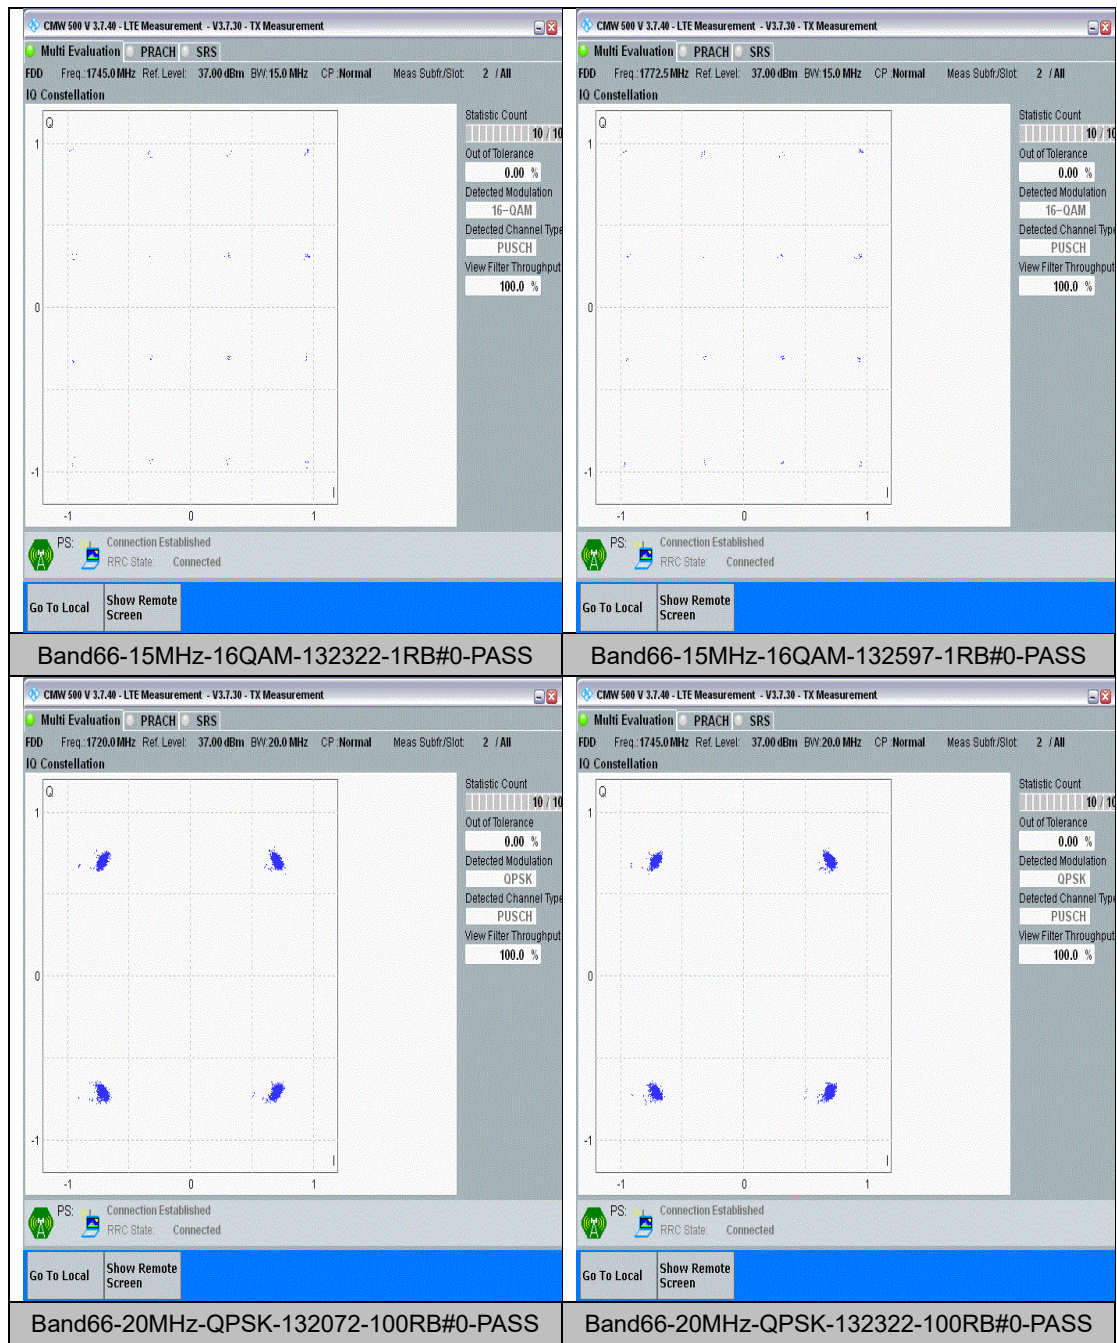 CMW 500 V 3.7.40 - LTE Measurement - V3.7.30 - TX Measurement
Multi Evaluation PRACH SRS
FDD Freq.:1745.0 MHz Ref. Level: 37.00 dBm BW:15.0 MHz CP :Normal Meas Subfr./Slot: 2 / All
IQ Constellation
Q
Statistic Count
10 / 10
Out of Tolerance
0.00 %
Detected Modulation
16-QAM
Detected Channel Type
PUSCH
View Filter Throughput
100.0 %
1
0
-1
I
-1 0 1
PS: Connection Established
RRC State: Connected
Go To Local Show Remote
Screen
Band66-15MHz-16QAM-132322-1RB#0-PASS
CMW 500 V 3.7.40 - LTE Measurement - V3.7.30 - TX Measurement
Multi Evaluation PRACH SRS
FDD Freq.:1772.5 MHz Ref. Level: 37.00 dBm BW:15.0 MHz CP :Normal Meas Subfr./Slot: 2 / All
IQ Constellation
Q
Statistic Count
10 / 10
Out of Tolerance
0.00 %
Detected Modulation
16-QAM
Detected Channel Type
PUSCH
View Filter Throughput
100.0 %
1
0
-1
I
-1 0 1
PS: Connection Established
RRC State: Connected
Go To Local Show Remote
Screen
Band66-15MHz-16QAM-132597-1RB#0-PASS
CMW 500 V 3.7.40 - LTE Measurement - V3.7.30 - TX Measurement
Multi Evaluation PRACH SRS
FDD Freq.:1720.0 MHz Ref. Level: 37.00 dBm BW:20.0 MHz CP :Normal Meas Subfr./Slot: 2 / All
IQ Constellation
Q
Statistic Count
10 / 10
Out of Tolerance
0.00 %
Detected Modulation
QPSK
Detected Channel Type
PUSCH
View Filter Throughput
100.0 %
1
0
-1
I
-1 0 1
PS: Connection Established
RRC State: Connected
Go To Local Show Remote
Screen
Band66-20MHz-QPSK-132072-100RB#0-PASS
CMW 500 V 3.7.40 - LTE Measurement - V3.7.30 - TX Measurement
Multi Evaluation PRACH SRS
FDD Freq.:1745.0 MHz Ref. Level: 37.00 dBm BW:20.0 MHz CP :Normal Meas Subfr./Slot: 2 / All
IQ Constellation
Q
Statistic Count
10 / 10
Out of Tolerance
0.00 %
Detected Modulation
QPSK
Detected Channel Type
PUSCH
View Filter Throughput
100.0 %
1
0
-1
I
-1 0 1
PS: Connection Established
RRC State: Connected
Go To Local Show Remote
Screen
Band66-20MHz-QPSK-132322-100RB#0-PASS